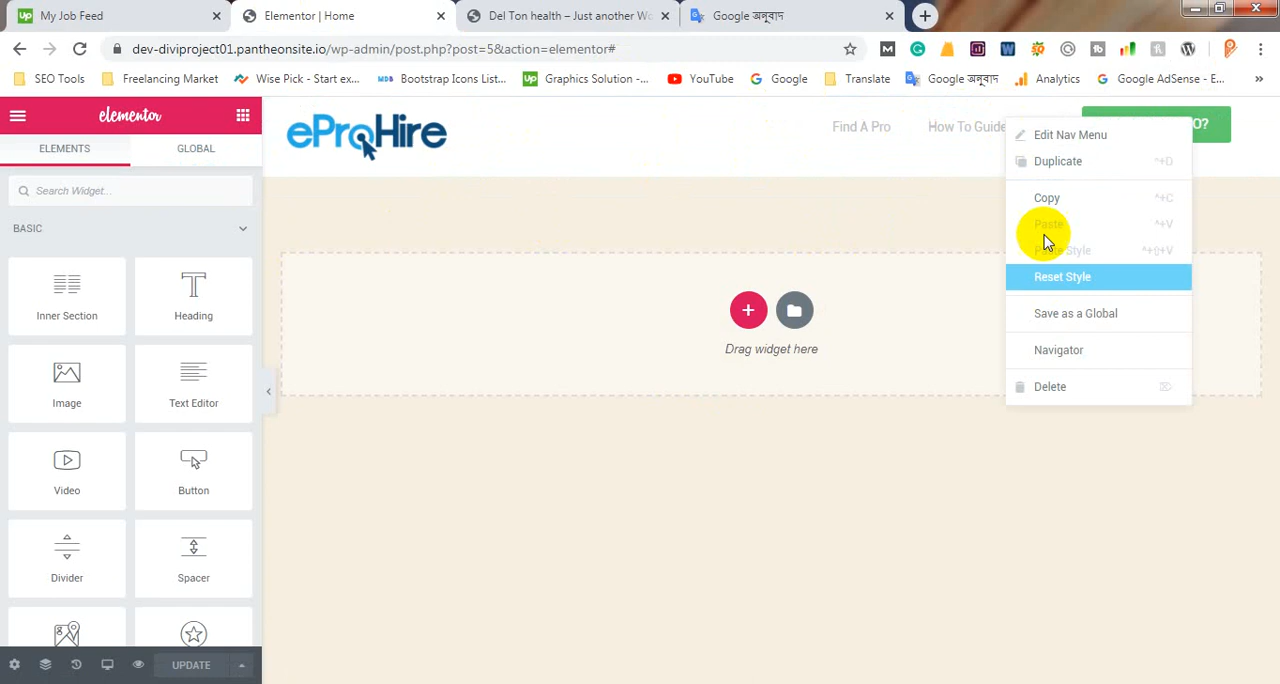 My Job Feed
Elementor | Home
Del Ton health – Just another Wo
Google অনুবাদ
dev-diviproject01.pantheonsite.io/wp-admin/post.php?post=5&action=elementor#
SEO Tools
Freelancing Market
Wise Pick - Start ex...
Bootstrap Icons List...
Graphics Solution -...
YouTube
Google
Translate
Google অনুবাদ
Analytics
Google AdSense - E...
»
elementor
ELEMENTS
GLOBAL
Search Widget...
BASIC
Inner Section
Heading
Image
Text Editor
Video
Button
Divider
Spacer
UPDATE
eProHire
Find A Pro
How To Guide
O?
Drag widget here
Edit Nav Menu
Duplicate ^+D
Copy ^+C
Paste ^+V
Paste Style ^+⇧+V
Reset Style
Save as a Global
Navigator
Delete ⌦